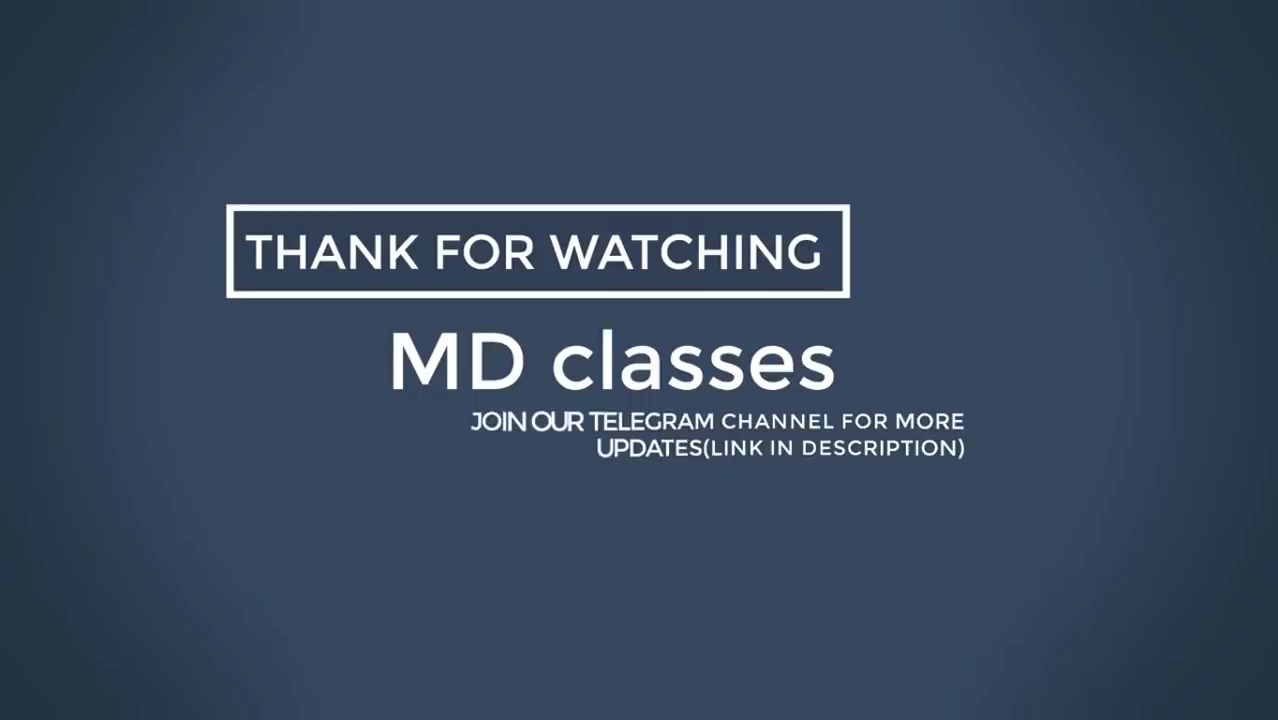 THANK FOR WATCHING
MD classes
JOIN OUR TELEGRAM CHANNEL FOR MORE
UPDATES(LINK IN DESCRIPTION)